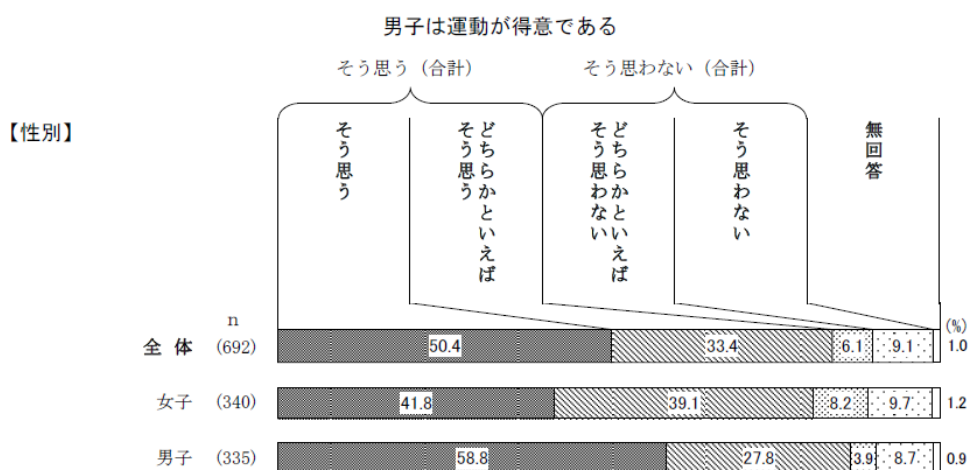 男子は運動が得意である
そう思う（合計）
そう思わない（合計）
【性別】
そう思う
どちらかといえば
そう思う
どちらかといえば
そう思わない
そう思わない
無回答
n
(%)
全体 (692) 50.4 33.4 6.1 9.1 1.0
女子 (340) 41.8 39.1 8.2 9.7 1.2
男子 (335) 58.8 27.8 3.9 8.7 0.9